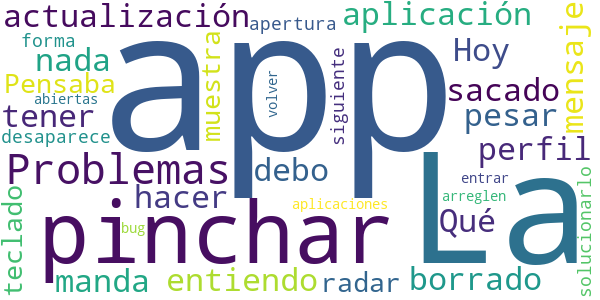 actualización
apertura
aplicación
mensaje
forma
nada
app
La
Hoy
muestra
siguiente
volver
Pensaba
abiertas
sacado
tener
pesar
desaparece
perfil
Problemas
debo
entrar
teclado
hacer
pinchar
aplicaciones
arreglen
solucionarlo
Qué
bug
manda
entiendo
radar
borrado